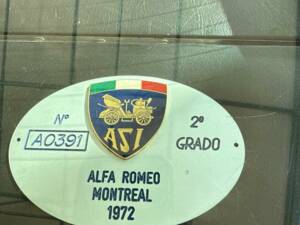 Nº
A0391
ASI
2º
GRADO
ALFA ROMEO
MONTREAL
1972